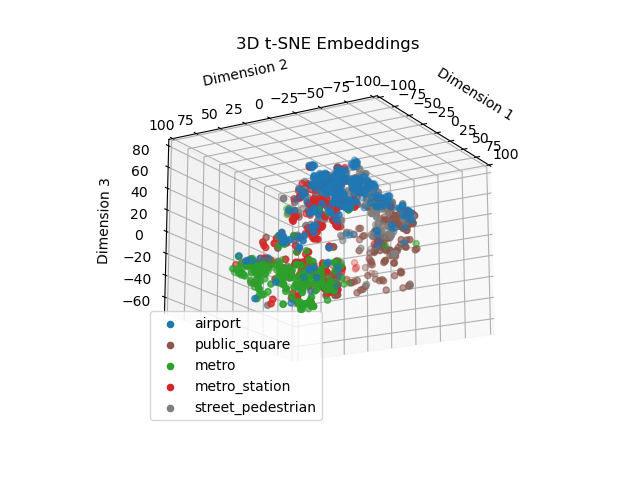 3D t-SNE Embeddings
Dimension 2
Dimension 1
100 75 50 25 0 −25 −50 −75 −100
−100 −75 −50 −25 0 25 50 75 100
Dimension 3
80
60
40
20
0
−20
−40
−60
airport
public_square
metro
metro_station
street_pedestrian